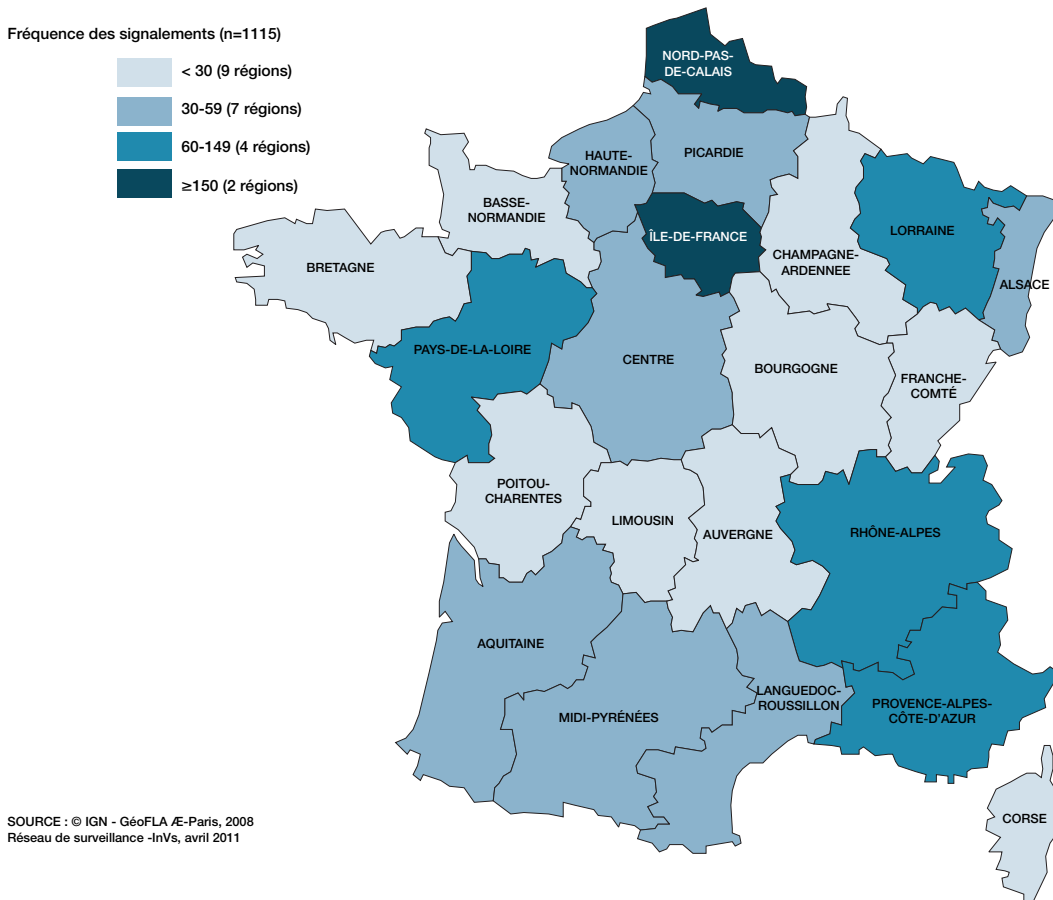 Fréquence des signalements (n=1115)
< 30 (9 régions)
30-59 (7 régions)
60-149 (4 régions)
≥150 (2 régions)
NORD-PAS-
DE-CALAIS
HAUTE-
NORMANDIE
PICARDIE
BASSE-
NORMANDIE
ÎLE-DE-FRANCE
LORRAINE
CHAMPAGNE-
ARDENNEE
BRETAGNE
ALSACE
PAYS-DE-LA-LOIRE
CENTRE
BOURGOGNE
FRANCHE-
COMTÉ
POITOU-
CHARENTES
LIMOUSIN
AUVERGNE
RHÔNE-ALPES
AQUITAINE
MIDI-PYRÉNÉES
LANGUEDOC-
ROUSSILLON
PROVENCE-ALPES-
CÔTE-D'AZUR
CORSE
SOURCE : © IGN - GéoFLA Æ-Paris, 2008
Réseau de surveillance -InVs, avril 2011